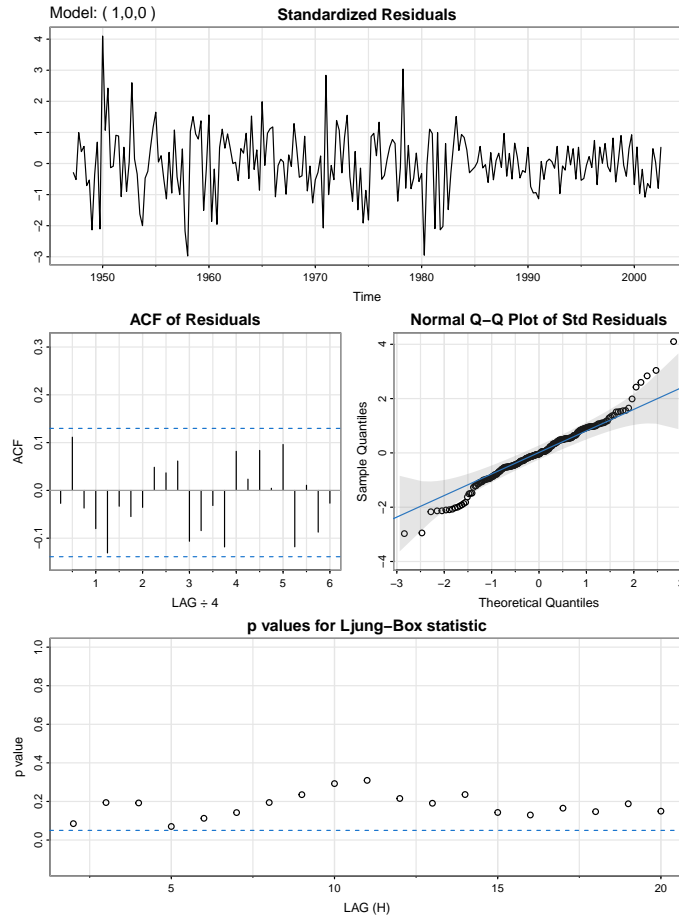 Model: ( 1,0,0 )
Standardized Residuals
4
3
2
1
0
−1
−2
−3
1950 1960 1970 1980 1990 2000
Time
ACF of Residuals
ACF
0.3
0.2
0.1
0.0
−0.1
1 2 3 4 5 6
LAG ÷ 4
Normal Q−Q Plot of Std Residuals
Sample Quantiles
4
2
0
−2
−4
−3 −2 −1 0 1 2 3
Theoretical Quantiles
p values for Ljung−Box statistic
p value
1.0
0.8
0.6
0.4
0.2
0.0
5 10 15 20
LAG (H)